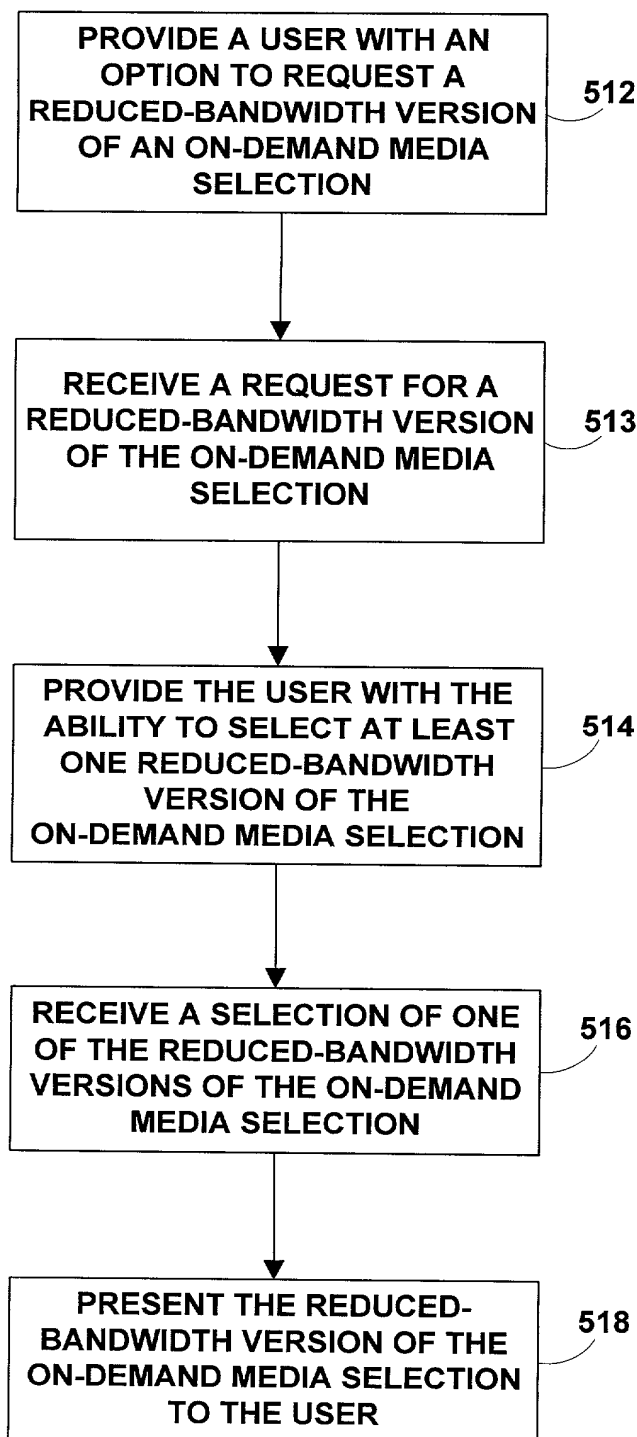 PROVIDE A USER WITH AN
OPTION TO REQUEST A
REDUCED-BANDWIDTH VERSION
OF AN ON-DEMAND MEDIA
SELECTION
512
RECEIVE A REQUEST FOR A
REDUCED-BANDWIDTH VERSION
OF THE ON-DEMAND MEDIA
SELECTION
513
PROVIDE THE USER WITH THE
ABILITY TO SELECT AT LEAST
ONE REDUCED-BANDWIDTH
VERSION OF THE
ON-DEMAND MEDIA SELECTION
514
RECEIVE A SELECTION OF ONE
OF THE REDUCED-BANDWIDTH
VERSIONS OF THE ON-DEMAND
MEDIA SELECTION
516
PRESENT THE REDUCED-
BANDWIDTH VERSION OF THE
ON-DEMAND MEDIA SELECTION
TO THE USER
518